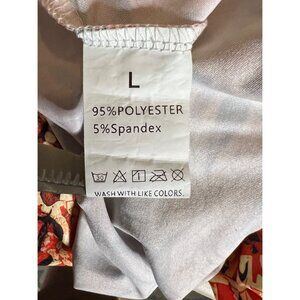 L
95%POLYESTER
5%Spandex
WASH WITH LIKE COLORS.